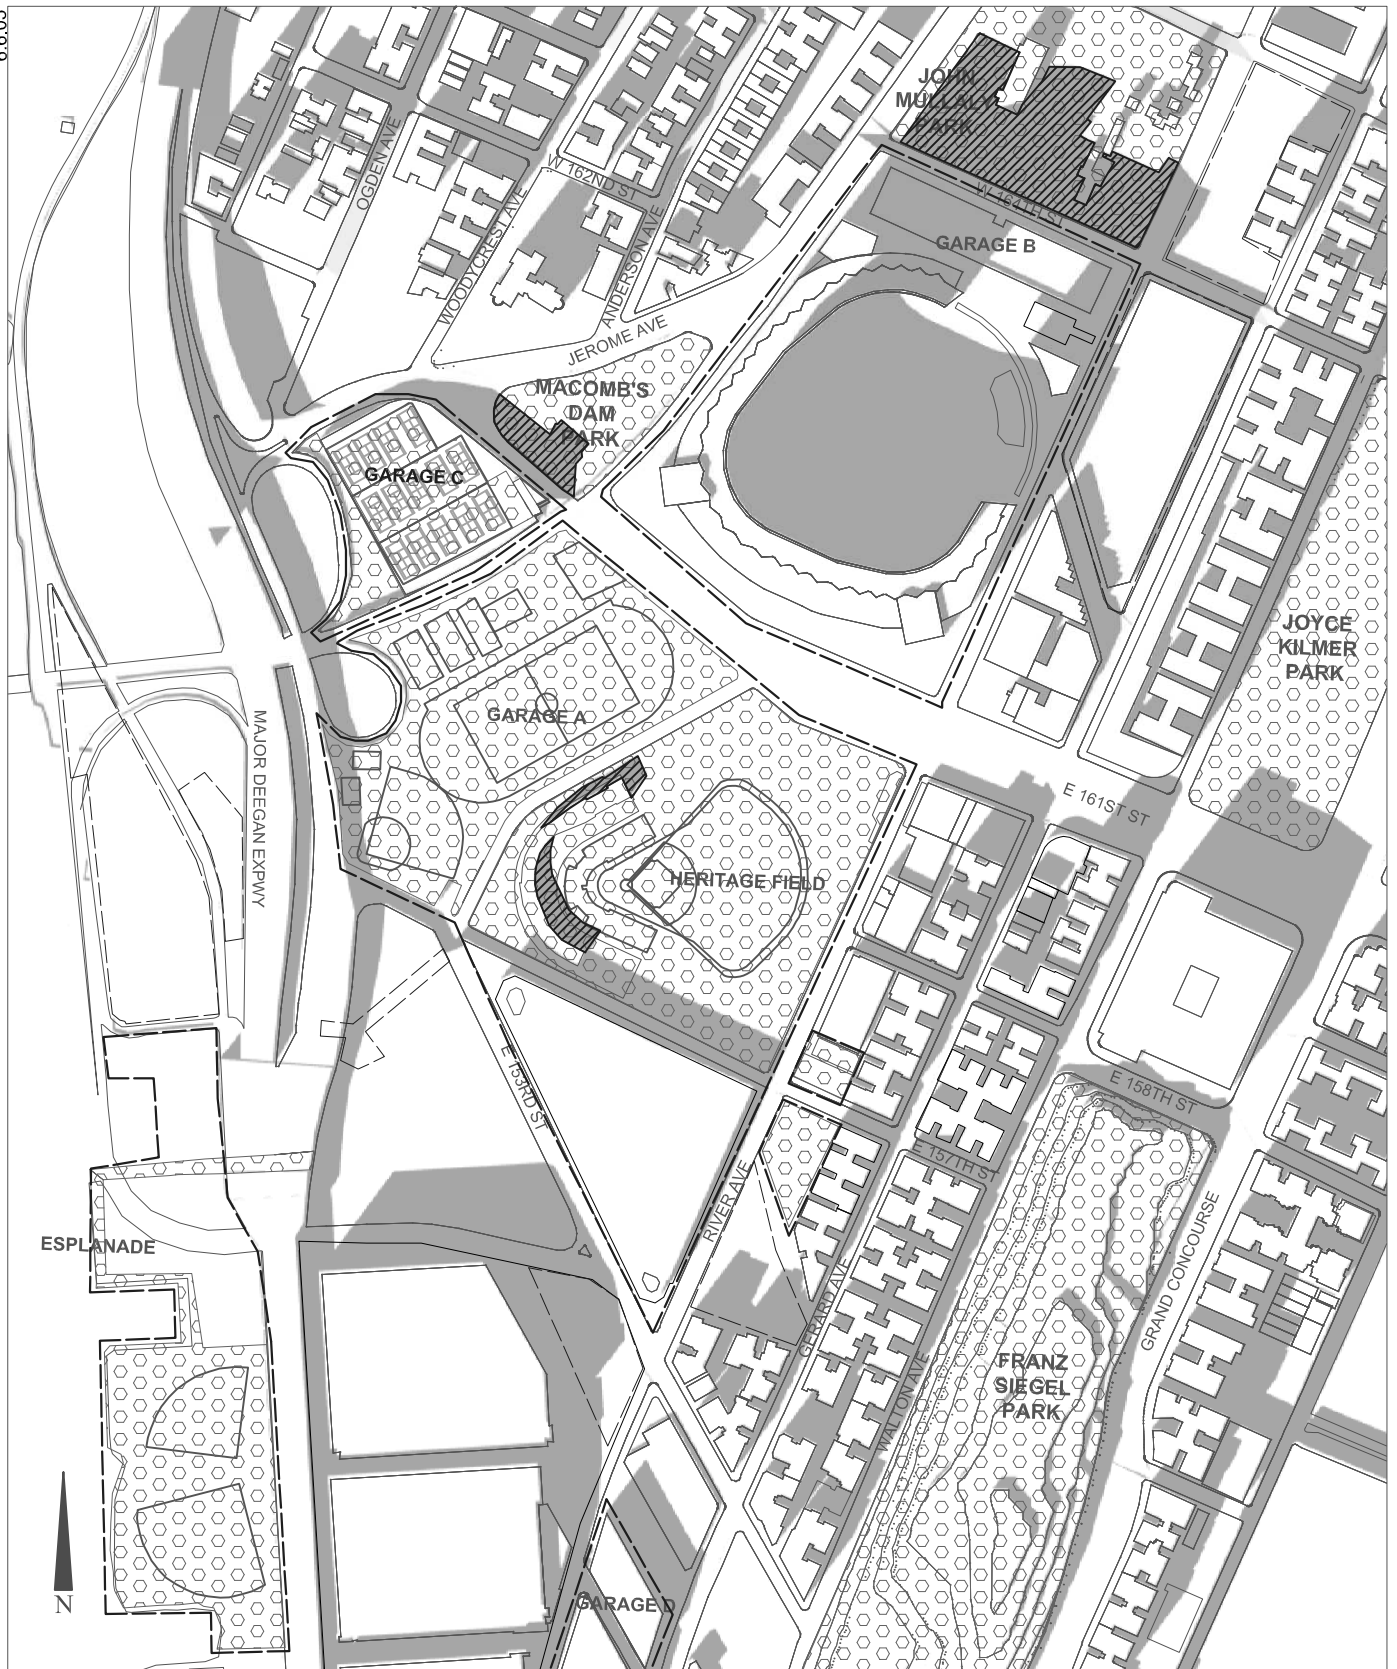 JOHN
MULLALY
PARK
OGDEN AVE
W 162ND ST
WOODYCREST AVE
ANDERSON AVE
W 164TH ST
GARAGE B
JEROME AVE
MACOMB'S
DAM
PARK
GARAGE C
JOYCE
KILMER
PARK
GARAGE A
MAJOR DEEGAN EXPWY
E 161ST ST
HERITAGE FIELD
E 153RD ST
E 158TH ST
E 157TH ST
RIVER AVE
ESPLANADE
GRAND CONCOURSE
GERARD AVE
WALTON AVE
FRANZ
SIEGEL
PARK
N
GARAGE D